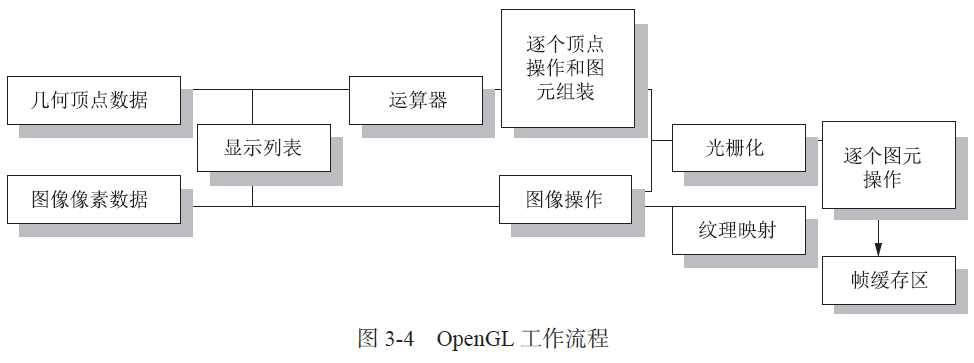 几何顶点数据
图像像素数据
显示列表
运算器
逐个顶点
操作和图
元组装
图像操作
光栅化
纹理映射
逐个图元
操作
帧缓存区
图 3-4 OpenGL 工作流程